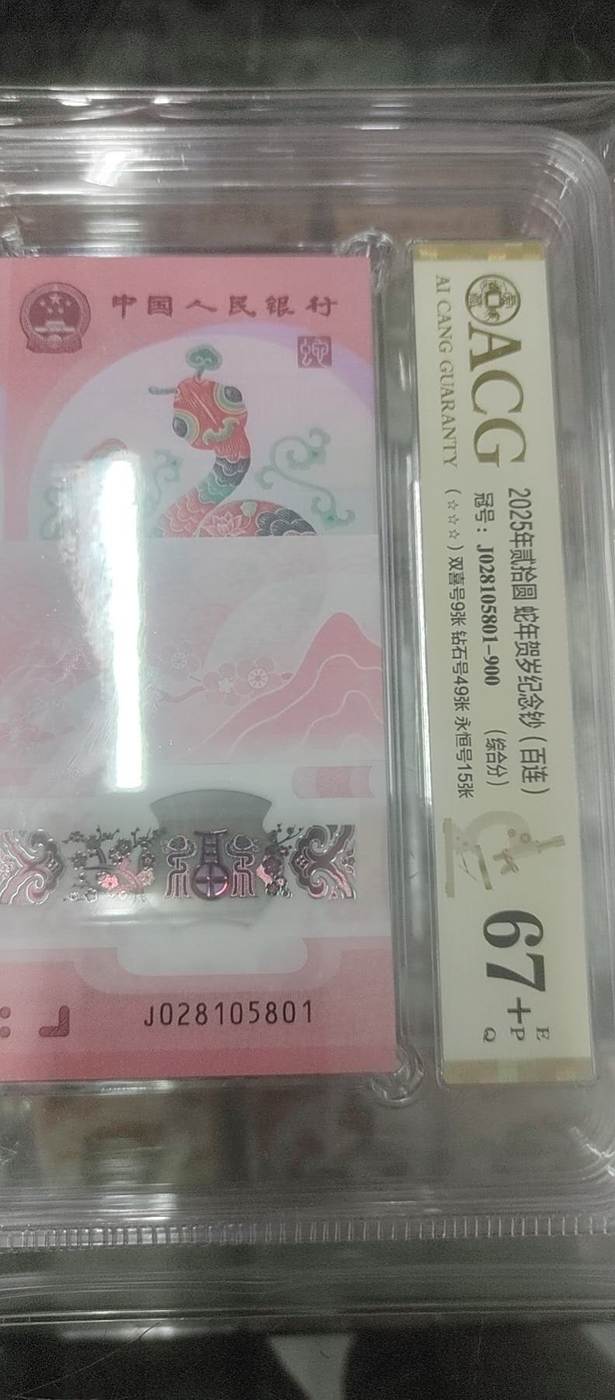 中国人民银行
J028105801
ACG
AI CANG GUARANTY
2025年贰拾圆 蛇年贺岁纪念钞（百连）
冠号：J028105801-900 （综合分）
（☆☆☆）双喜号9张 钻石号49张 永恒号15张
67+
E
P
Q